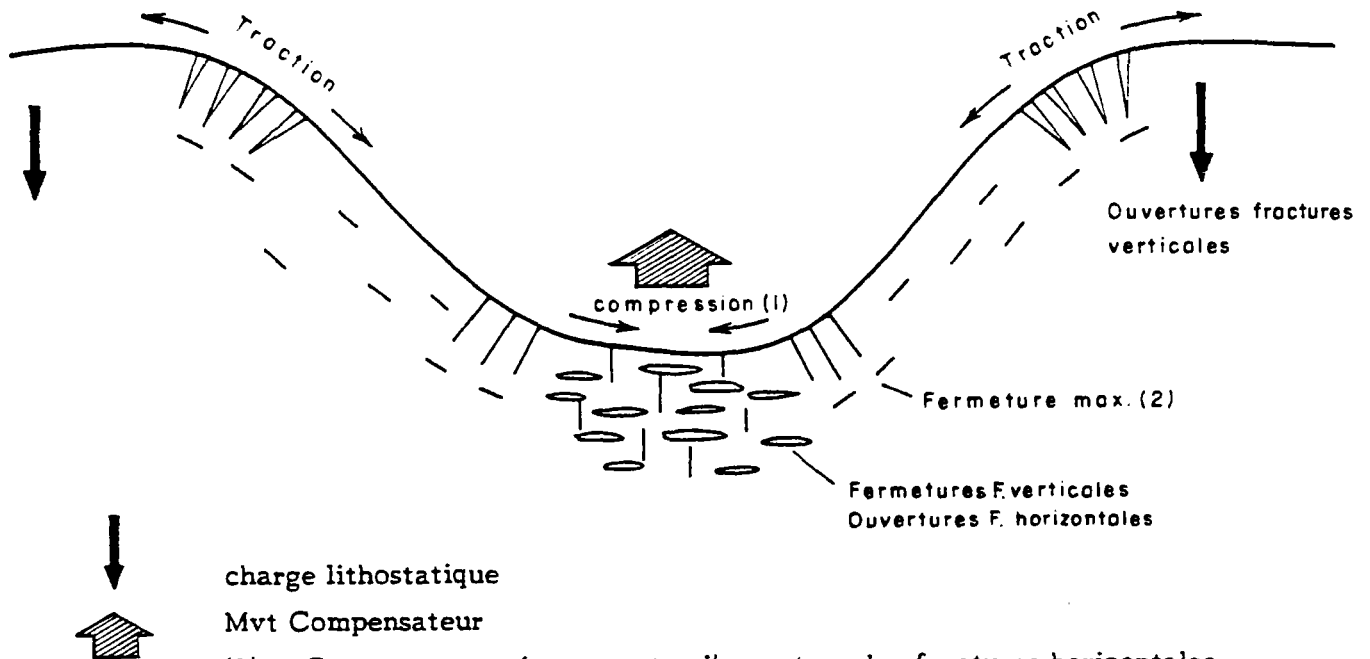 Traction
Traction
Ouvertures fractures
verticales
compression (1)
Fermeture max. (2)
Fermetures F. verticales
Ouvertures F. horizontales
charge lithostatique
Mvt Compensateur